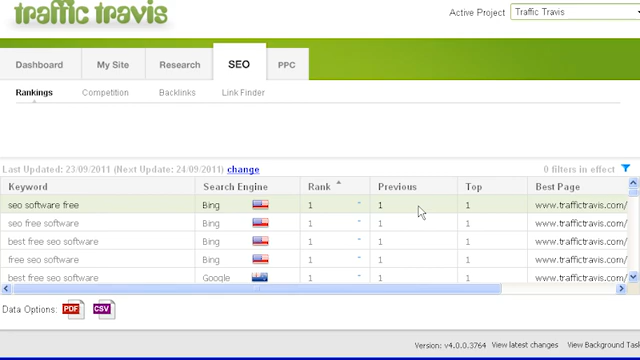 traffic travis
Active Project Traffic Travis
Dashboard My Site Research SEO PPC
Rankings Competition Backlinks Link Finder
Last Updated: 23/09/2011 (Next Update: 24/09/2011) change 0 filters in effect
Keyword Search Engine Rank Previous Top Best Page
seo software free Bing 1 1 1 www.traffictravis.com/
seo free software Bing 1 1 1 www.traffictravis.com/
best free seo software Bing 1 1 1 www.traffictravis.com/
free seo software Bing 1 1 1 www.traffictravis.com/
best free seo software Google 1 1 1 www.traffictravis.com/
Data Options: PDF CSV
Version: v4.0.0.3764 View latest changes View Background Tas